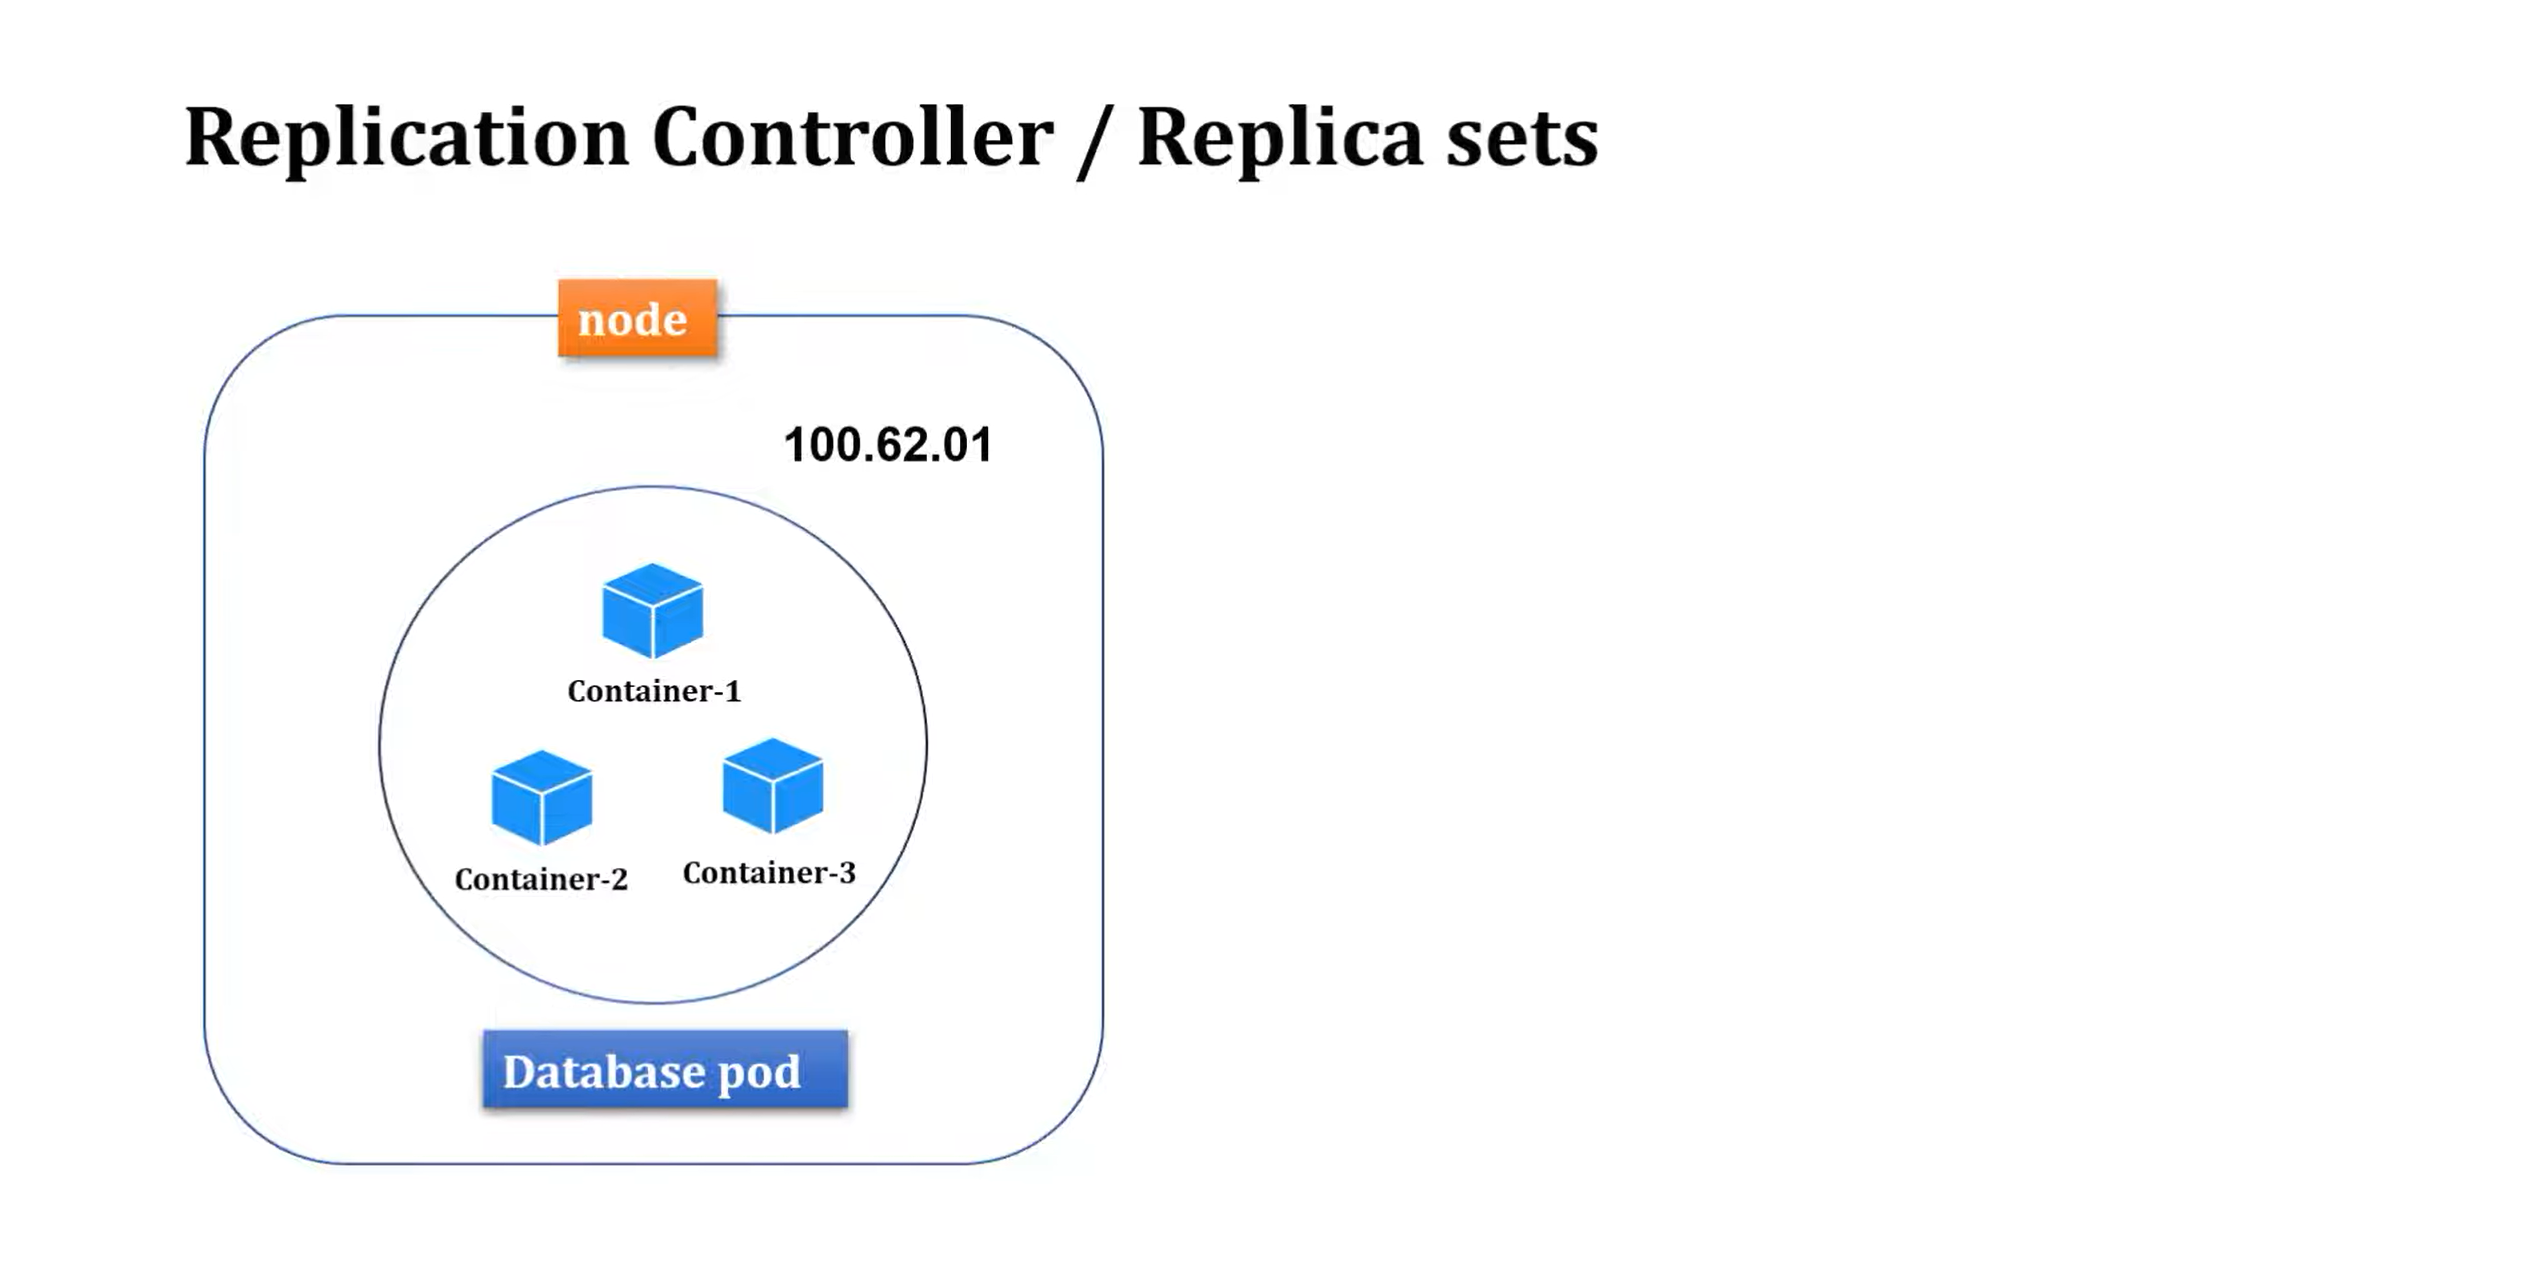 Replication Controller / Replica sets
node
100.62.01
Container-1
Container-2
Container-3
Database pod